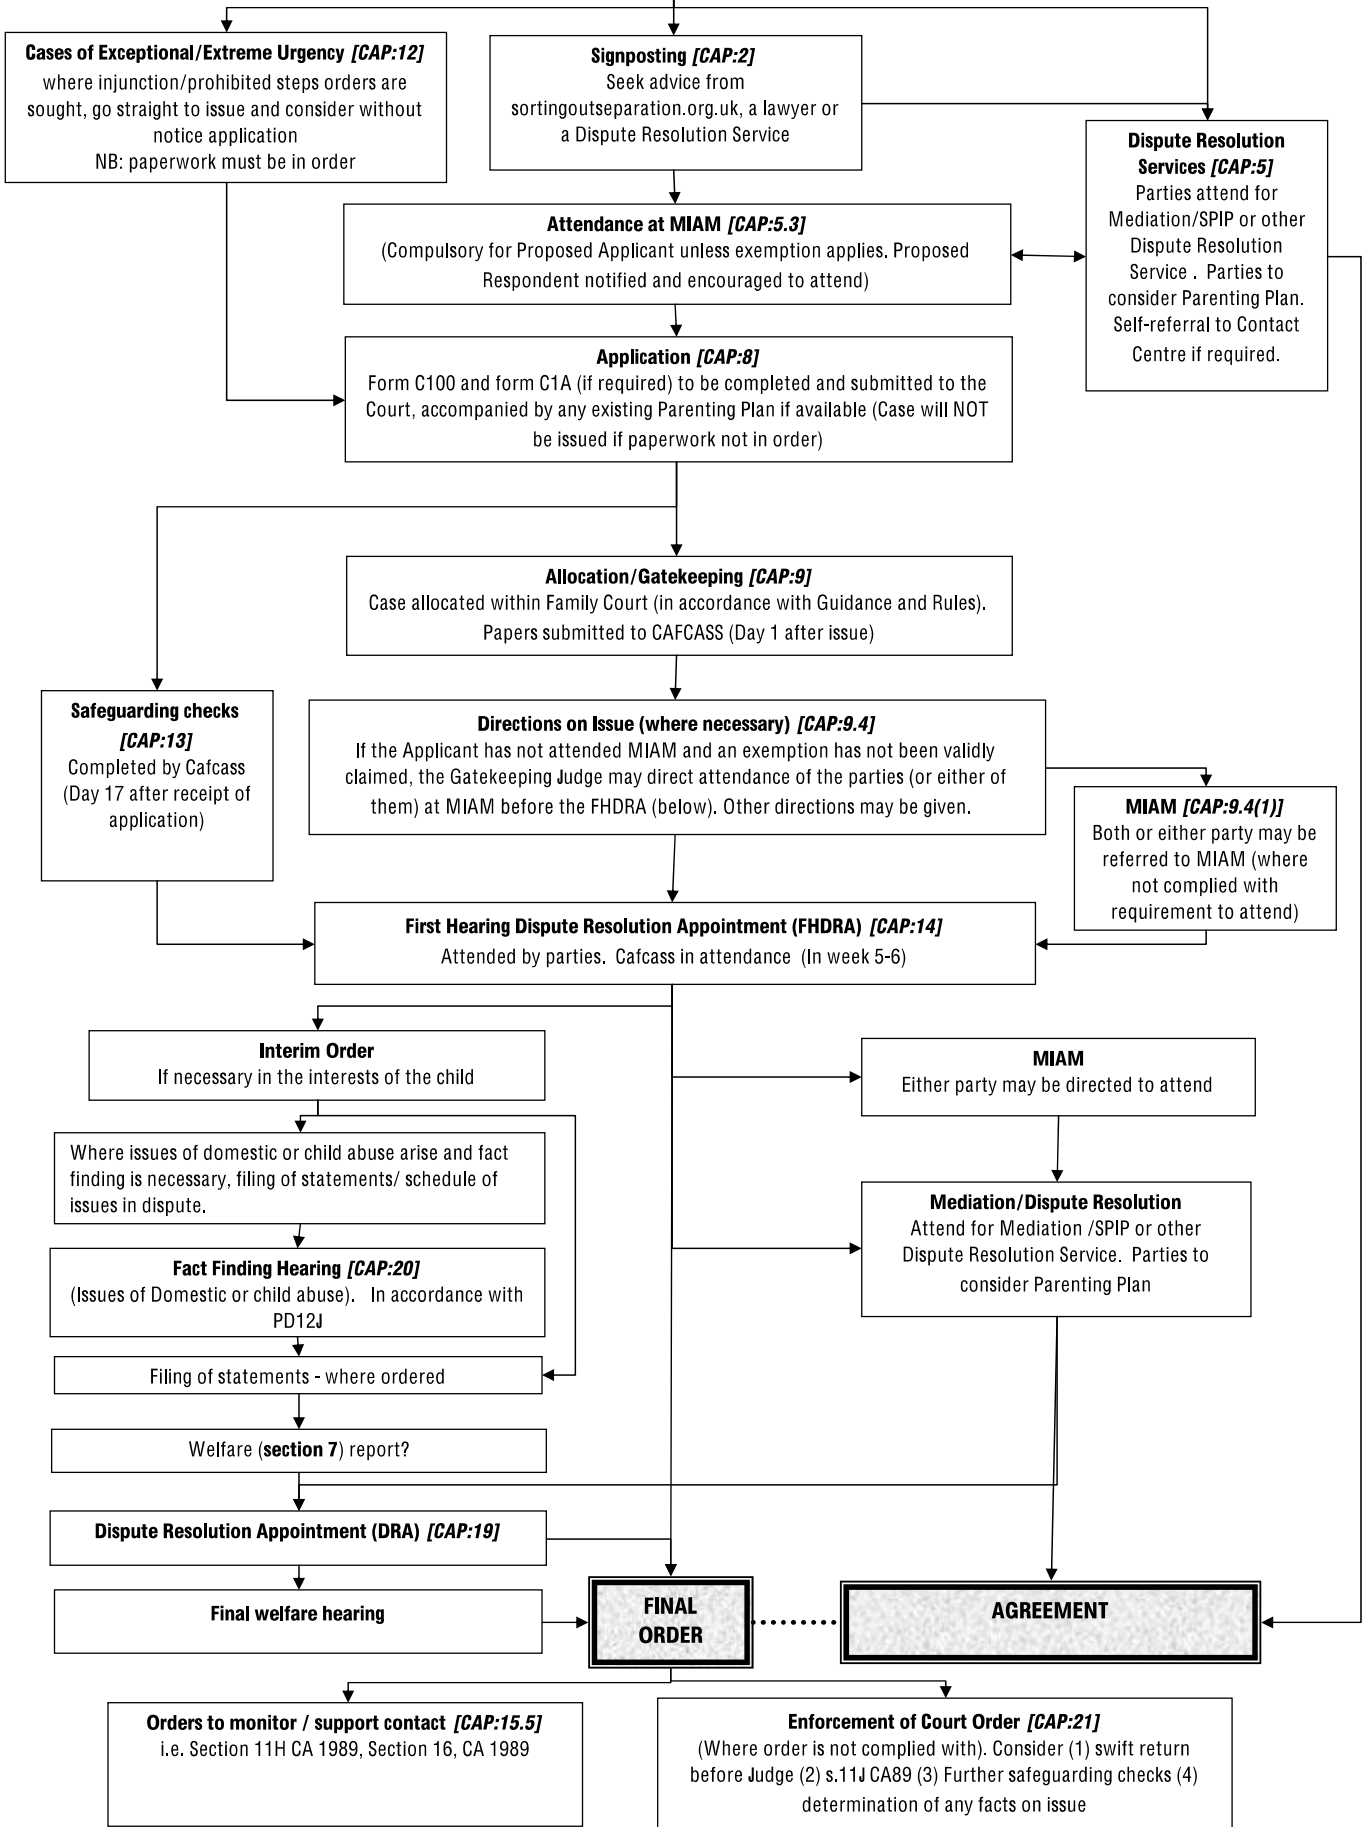 Cases of Exceptional/Extreme Urgency [CAP:12]
where injunction/prohibited steps orders are
sought, go straight to issue and consider without
notice application
NB: paperwork must be in order
Signposting [CAP:2]
Seek advice from
sortingoutseparation.org.uk, a lawyer or
a Dispute Resolution Service
Dispute Resolution
Services [CAP:5]
Parties attend for
Mediation/SPIP or other
Dispute Resolution
Service . Parties to
consider Parenting Plan.
Self-referral to Contact
Centre if required.
Attendance at MIAM [CAP:5.3]
(Compulsory for Proposed Applicant unless exemption applies. Proposed
Respondent notified and encouraged to attend)
Application [CAP:8]
Form C100 and form C1A (if required) to be completed and submitted to the
Court, accompanied by any existing Parenting Plan if available (Case will NOT
be issued if paperwork not in order)
Allocation/Gatekeeping [CAP:9]
Case allocated within Family Court (in accordance with Guidance and Rules).
Papers submitted to CAFCASS (Day 1 after issue)
Safeguarding checks
[CAP:13]
Completed by Cafcass
(Day 17 after receipt of
application)
Directions on Issue (where necessary) [CAP:9.4]
If the Applicant has not attended MIAM and an exemption has not been validly
claimed, the Gatekeeping Judge may direct attendance of the parties (or either of
them) at MIAM before the FHDRA (below). Other directions may be given.
MIAM [CAP:9.4(1)]
Both or either party may be
referred to MIAM (where
not complied with
requirement to attend)
First Hearing Dispute Resolution Appointment (FHDRA) [CAP:14]
Attended by parties. Cafcass in attendance (In week 5-6)
Interim Order
If necessary in the interests of the child
MIAM
Either party may be directed to attend
Where issues of domestic or child abuse arise and fact
finding is necessary, filing of statements/ schedule of
issues in dispute.
Mediation/Dispute Resolution
Attend for Mediation /SPIP or other
Dispute Resolution Service. Parties to
consider Parenting Plan
Fact Finding Hearing [CAP:20]
(Issues of Domestic or child abuse). In accordance with
PD12J
Filing of statements - where ordered
Welfare (section 7) report?
Dispute Resolution Appointment (DRA) [CAP:19]
Final welfare hearing
FINAL
ORDER
AGREEMENT
Orders to monitor / support contact [CAP:15.5]
i.e. Section 11H CA 1989, Section 16, CA 1989
Enforcement of Court Order [CAP:21]
(Where order is not complied with). Consider (1) swift return
before Judge (2) s.11J CA89 (3) Further safeguarding checks (4)
determination of any facts on issue